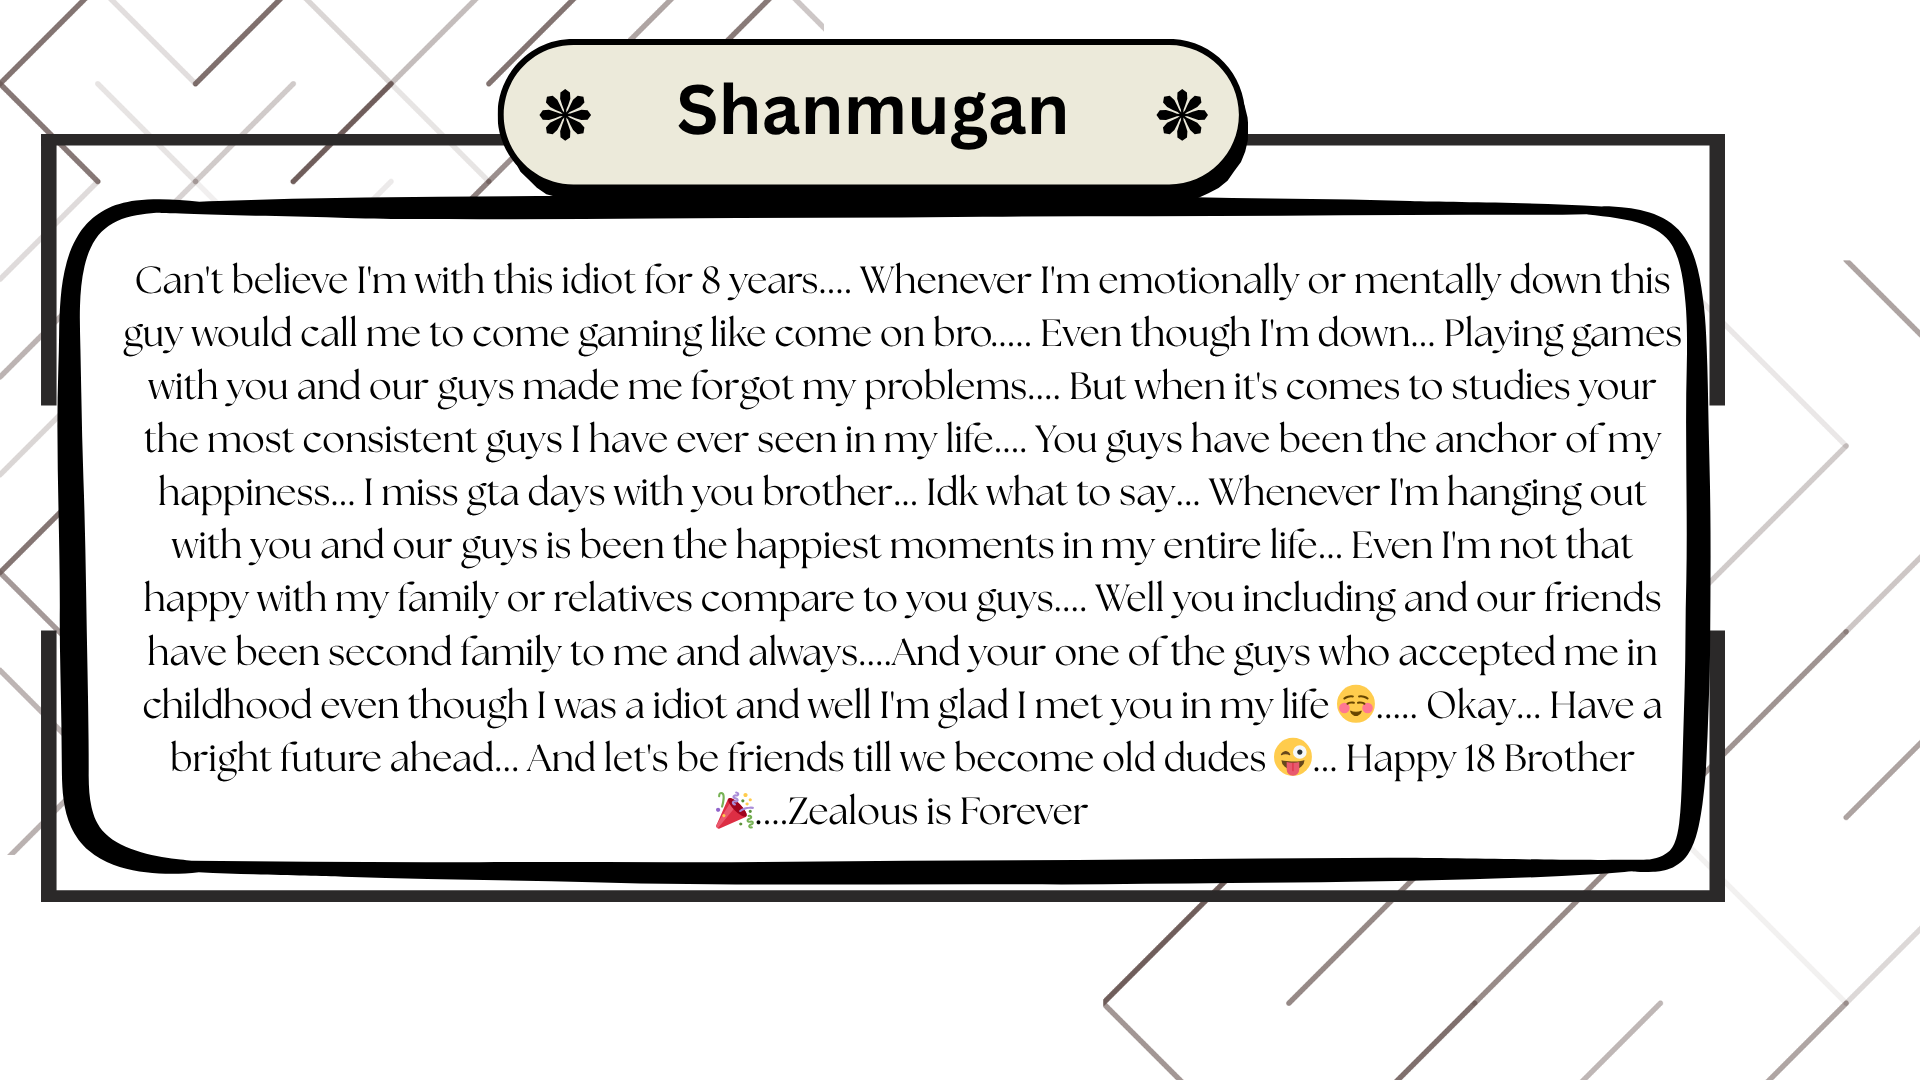 Shanmugan
Can't believe I'm with this idiot for 8 years.... Whenever I'm emotionally or mentally down this
guy would call me to come gaming like come on bro..... Even though I'm down... Playing games
with you and our guys made me forgot my problems.... But when it's comes to studies your
the most consistent guys I have ever seen in my life.... You guys have been the anchor of my
happiness... I miss gta days with you brother... Idk what to say... Whenever I'm hanging out
with you and our guys is been the happiest moments in my entire life... Even I'm not that
happy with my family or relatives compare to you guys.... Well you including and our friends
have been second family to me and always....And your one of the guys who accepted me in
childhood even though I was a idiot and well I'm glad I met you in my life ☺️..... Okay... Have a
bright future ahead... And let's be friends till we become old dudes 😜... Happy 18 Brother
🎉....Zealous is Forever